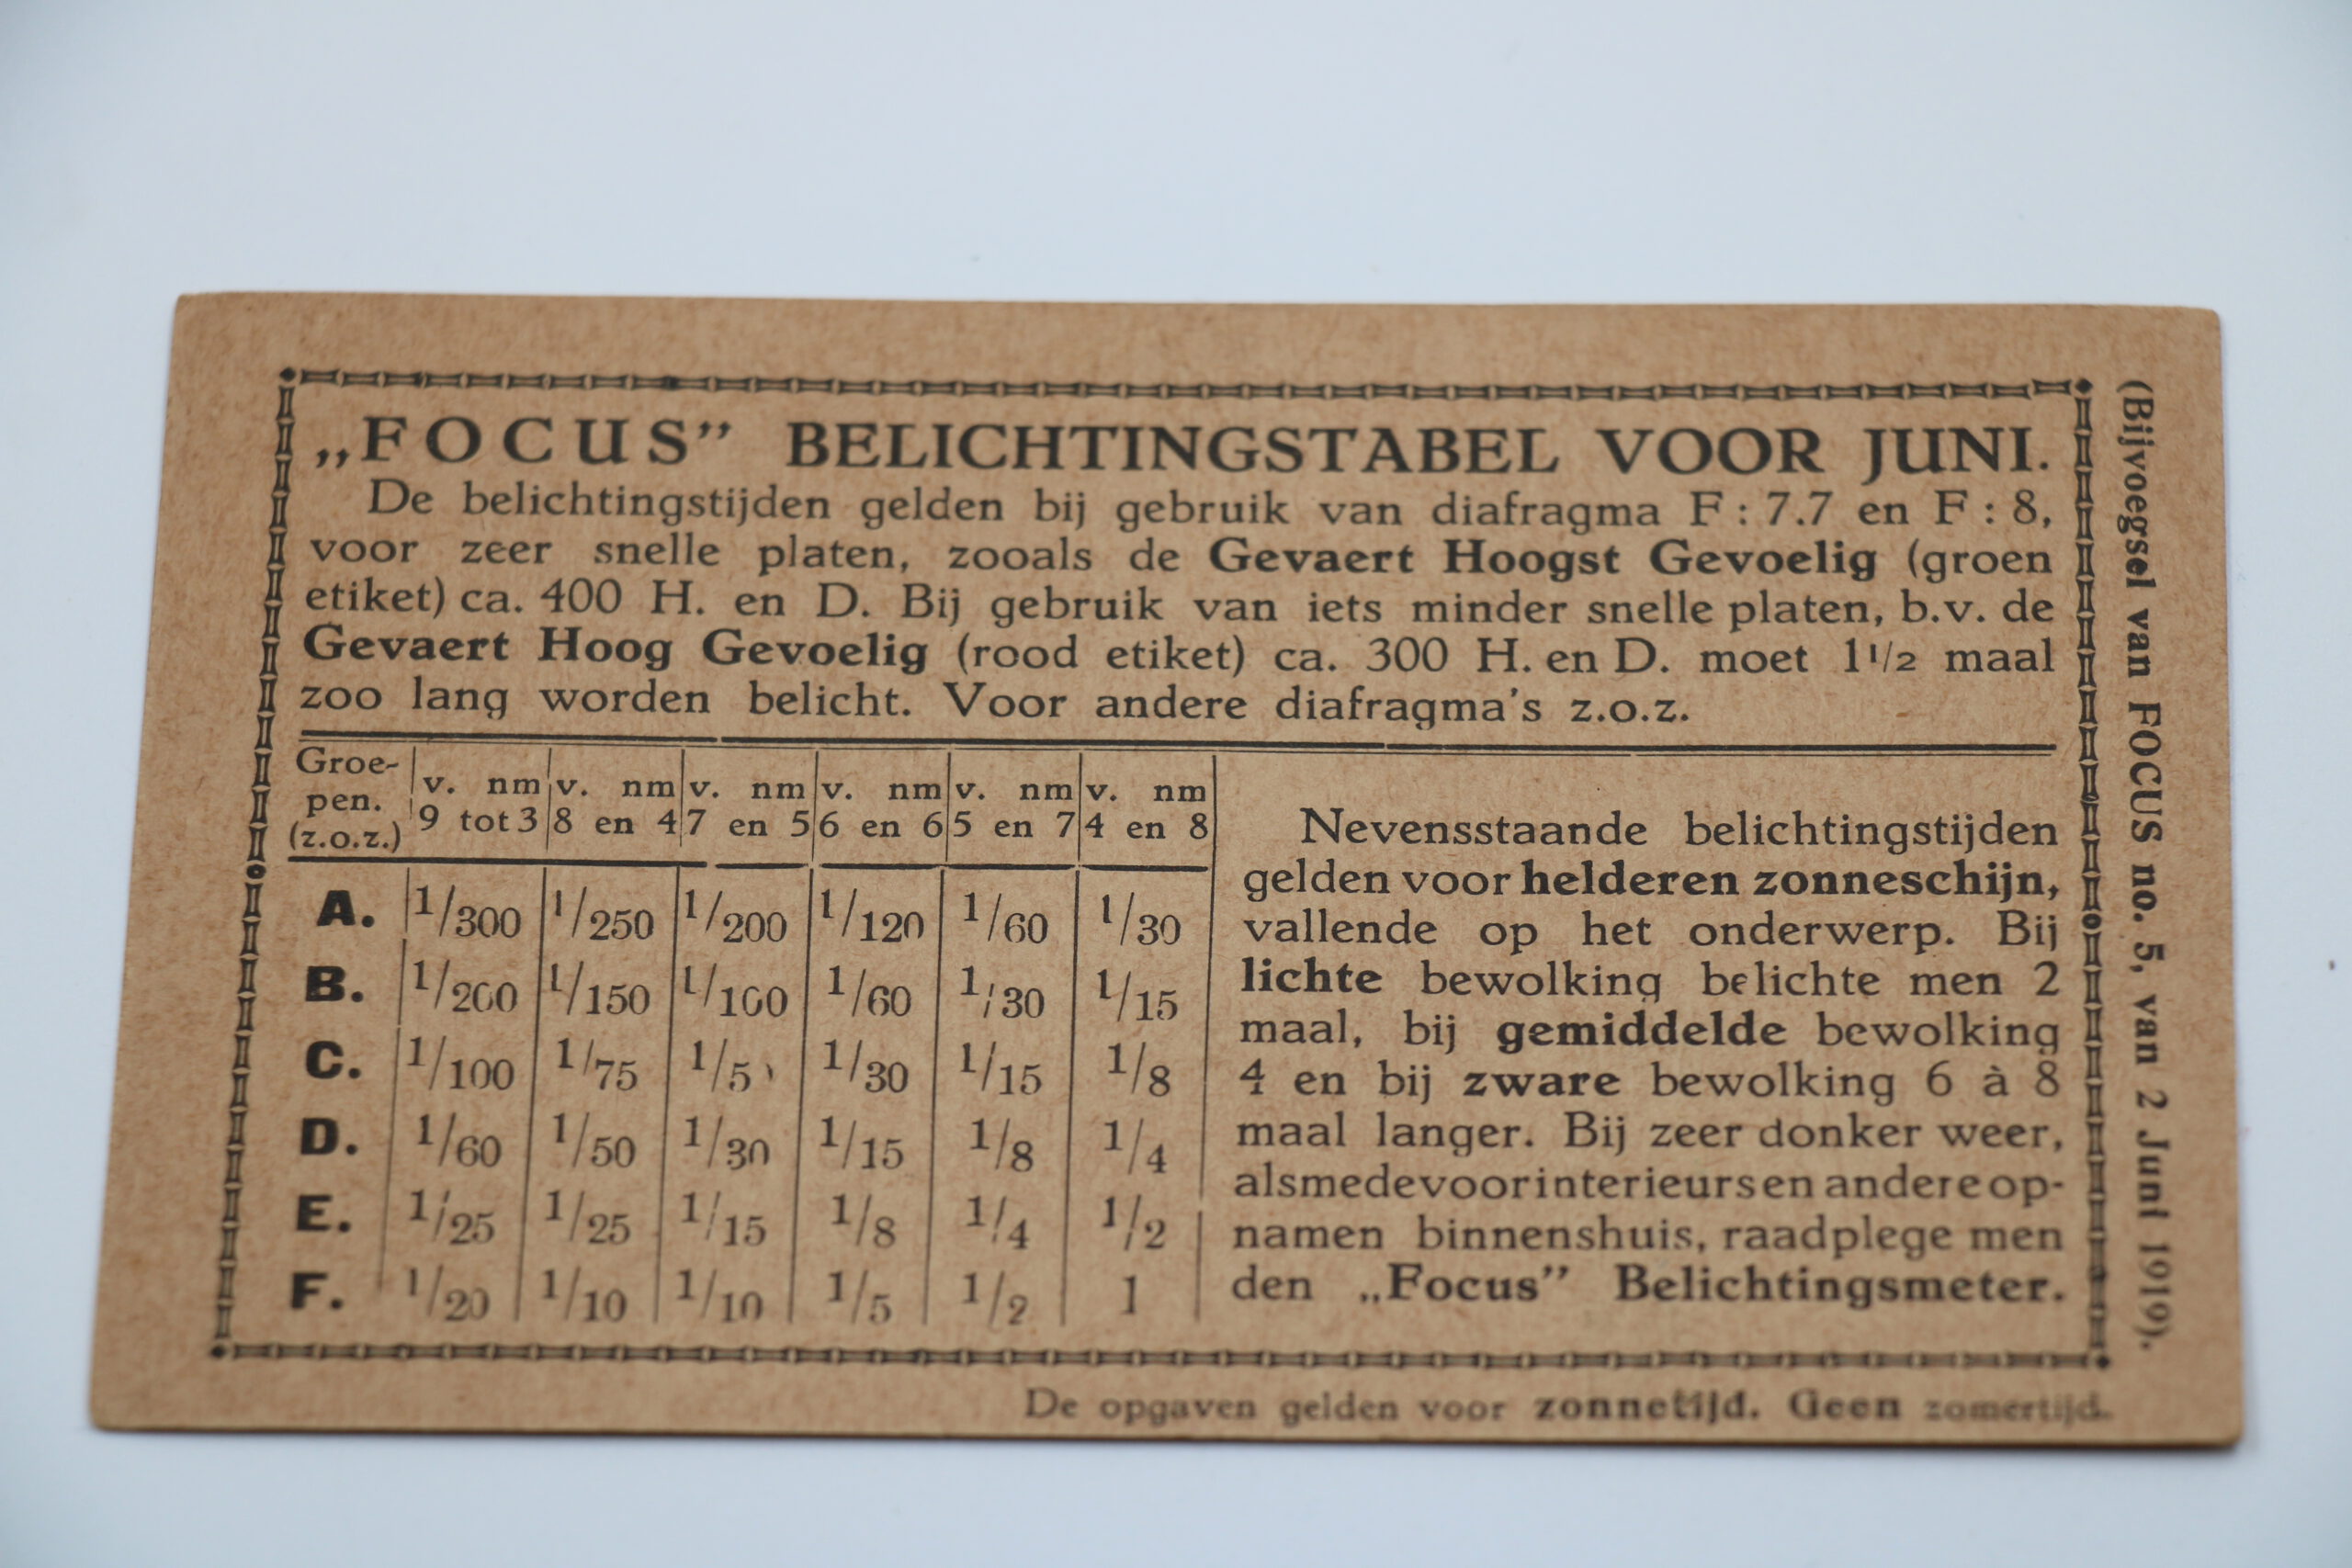 „FOCUS” BELICHTINGSTABEL VOOR JUNI.
De belichtingstijden gelden bij gebruik van diafragma F : 7.7 en F : 8,
voor zeer snelle platen, zooals de Gevaert Hoogst Gevoelig (groen
etiket) ca. 400 H. en D. Bij gebruik van iets minder snelle platen, b.v. de
Gevaert Hoog Gevoelig (rood etiket) ca. 300 H. en D. moet 1 1/2 maal
zoo lang worden belicht. Voor andere diafragma's z.o.z.
Groe-
pen.
(z.o.z.)
v. nm v. nm v. nm v. nm v. nm v. nm
9 tot 3 8 en 4 7 en 5 6 en 6 5 en 7 4 en 8
A. 1/300 1/250 1/200 1/120 1/60 1/30
B. 1/200 1/150 1/100 1/60 1/30 1/15
C. 1/100 1/75 1/5 1/30 1/15 1/8
D. 1/60 1/50 1/30 1/15 1/8 1/4
E. 1/25 1/25 1/15 1/8 1/4 1/2
F. 1/20 1/10 1/10 1/5 1/2 1
Nevensstaande belichtingstijden
gelden voor helderen zonneschijn,
vallende op het onderwerp. Bij
lichte bewolking belichte men 2
maal, bij gemiddelde bewolking
4 en bij zware bewolking 6 à 8
maal langer. Bij zeer donker weer,
alsmede voor interieurs en andere op-
namen binnenshuis, raadplege men
den „Focus” Belichtingsmeter.
De opgaven gelden voor zonnetijd. Geen zomertijd.
(Bijvoegsel van FOCUS no. 5, van 2 Juni 1919).